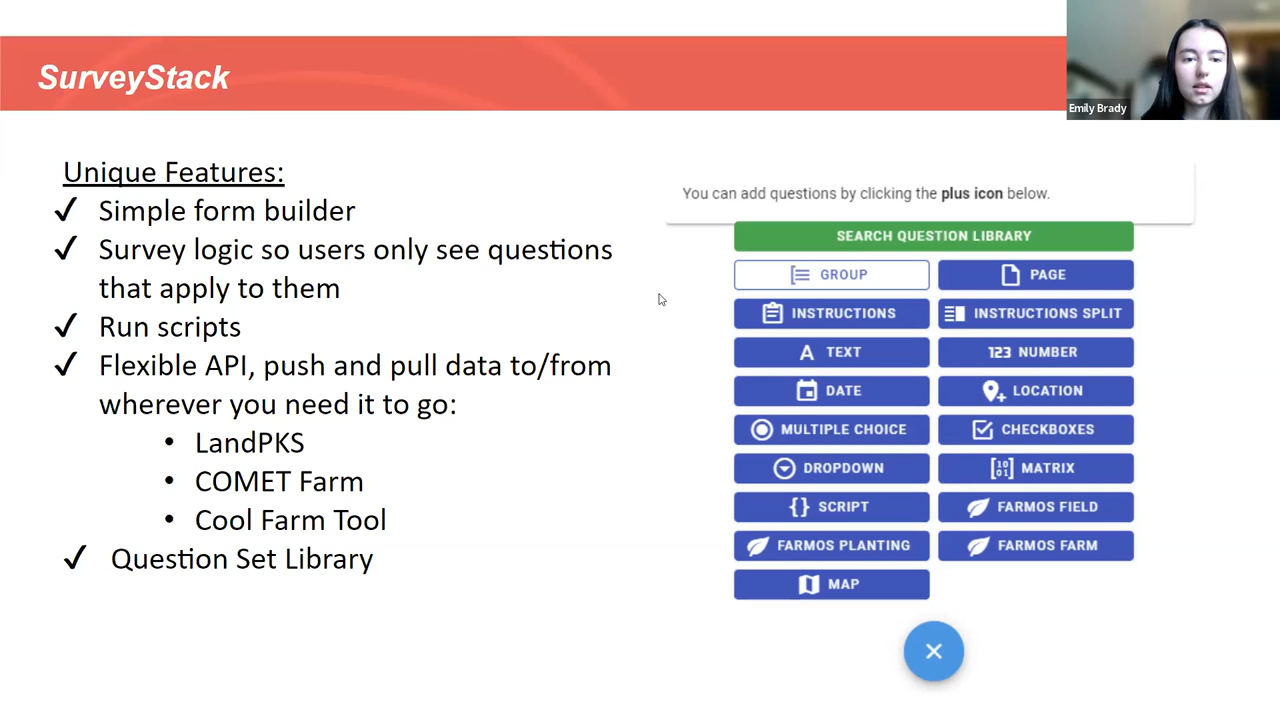 SurveyStack
Emily Brady
Unique Features:
✓ Simple form builder
✓ Survey logic so users only see questions
that apply to them
✓ Run scripts
✓ Flexible API, push and pull data to/from
wherever you need it to go:
• LandPKS
• COMET Farm
• Cool Farm Tool
✓ Question Set Library
You can add questions by clicking the plus icon below.
SEARCH QUESTION LIBRARY
GROUP
PAGE
INSTRUCTIONS
INSTRUCTIONS SPLIT
A TEXT
123 NUMBER
DATE
LOCATION
MULTIPLE CHOICE
CHECKBOXES
DROPDOWN
MATRIX
{} SCRIPT
FARMOS FIELD
FARMOS PLANTING
FARMOS FARM
MAP